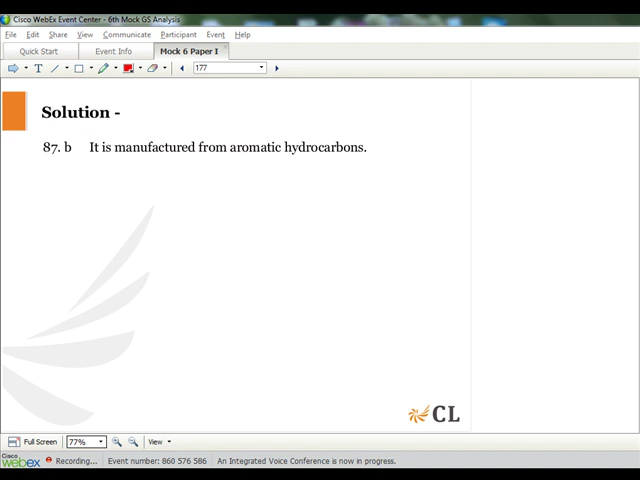 Cisco WebEx Event Center - 6th Mock GS Analysis
File Edit Share View Communicate Participant Event Help
Quick Start Event Info Mock 6 Paper I
T 177
Solution -
87. b It is manufactured from aromatic hydrocarbons.
CL
Full Screen 77% View
Cisco webex Recording... Event number: 860 576 586 An Integrated Voice Conference is now in progress.